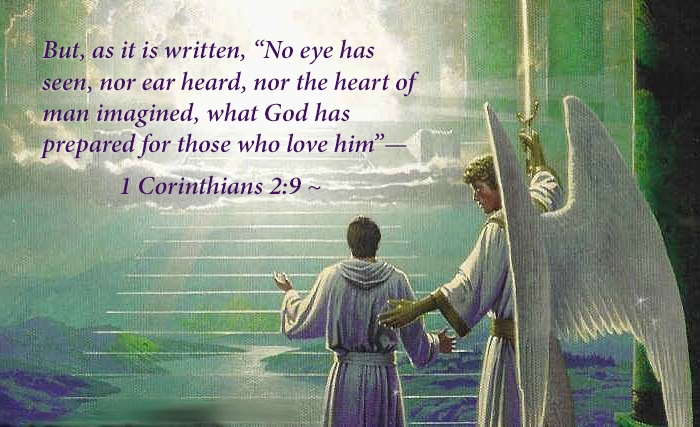 But, as it is written, “No eye has
seen, nor ear heard, nor the heart of
man imagined, what God has
prepared for those who love him”—
1 Corinthians 2:9 ~